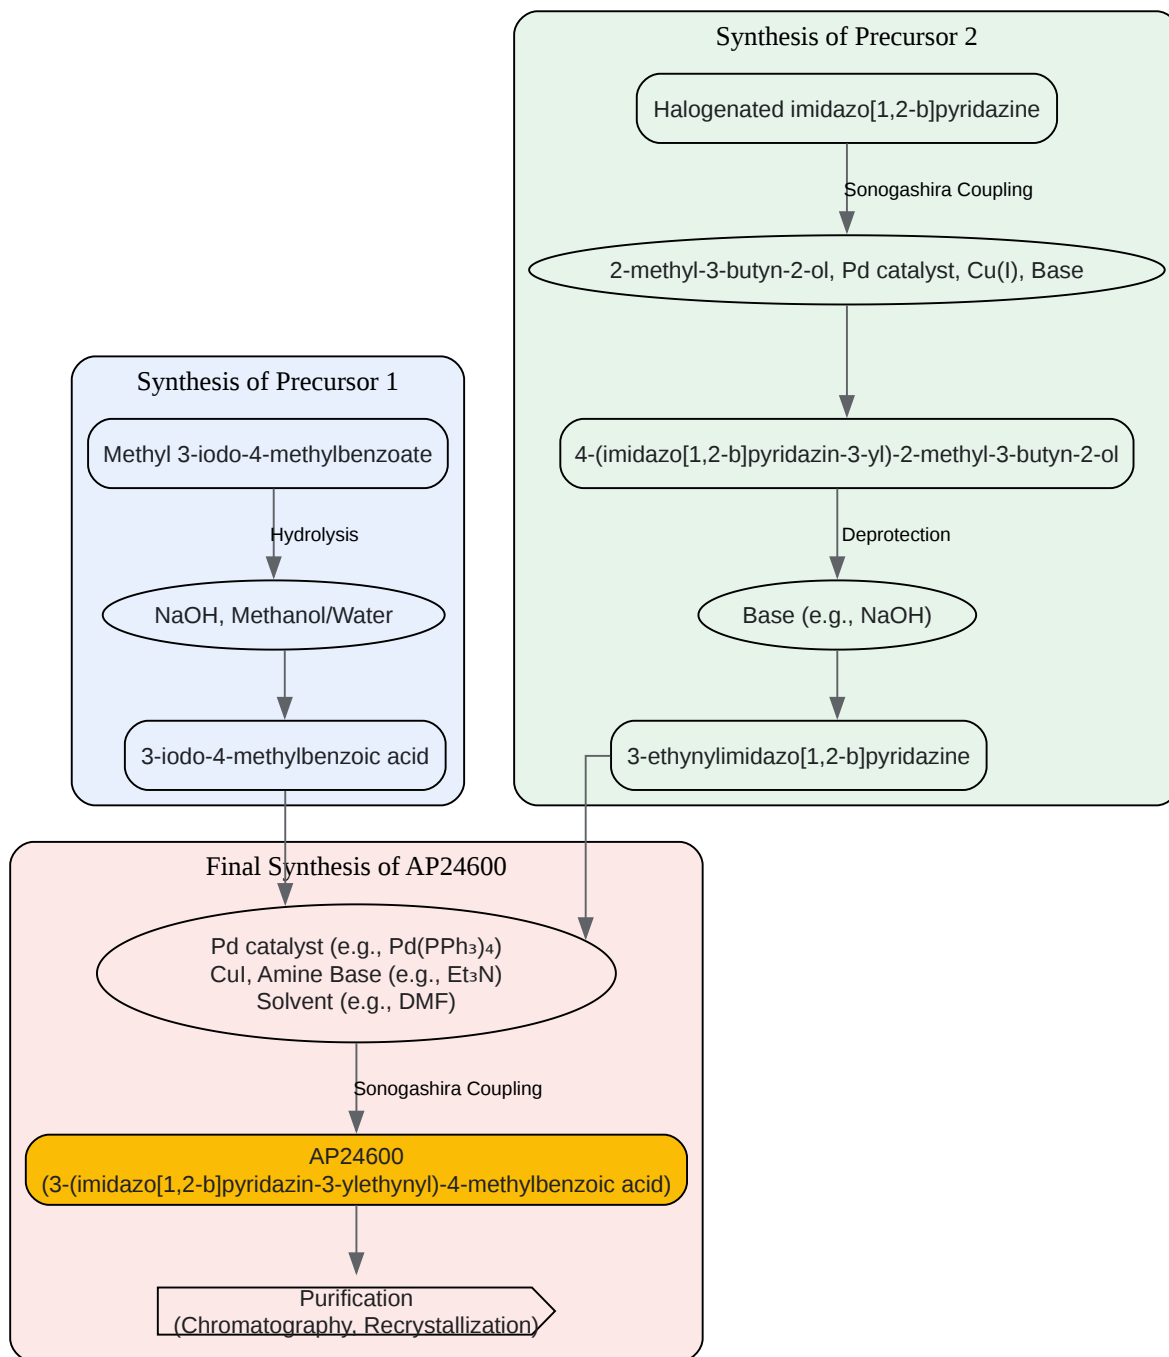 Synthesis of Precursor 2
Halogenated imidazo[1,2-b]pyridazine
Sonogashira Coupling
2-methyl-3-butyn-2-ol, Pd catalyst, Cu(I), Base
4-(imidazo[1,2-b]pyridazin-3-yl)-2-methyl-3-butyn-2-ol
Deprotection
Base (e.g., NaOH)
3-ethynylimidazo[1,2-b]pyridazine
Synthesis of Precursor 1
Methyl 3-iodo-4-methylbenzoate
Hydrolysis
NaOH, Methanol/Water
3-iodo-4-methylbenzoic acid
Final Synthesis of AP24600
Pd catalyst (e.g., Pd(PPh₃)₄)
CuI, Amine Base (e.g., Et₃N)
Solvent (e.g., DMF)
Sonogashira Coupling
AP24600
(3-(imidazo[1,2-b]pyridazin-3-ylethynyl)-4-methylbenzoic acid)
Purification
(Chromatography, Recrystallization)